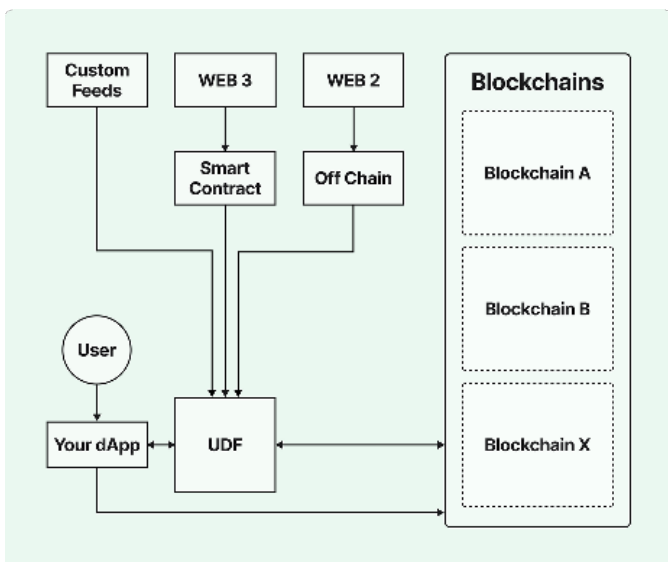 Custom
Feeds
WEB 3
WEB 2
Blockchains
Smart
Contract
Off Chain
Blockchain A
Blockchain B
User
Your dApp
UDF
Blockchain X